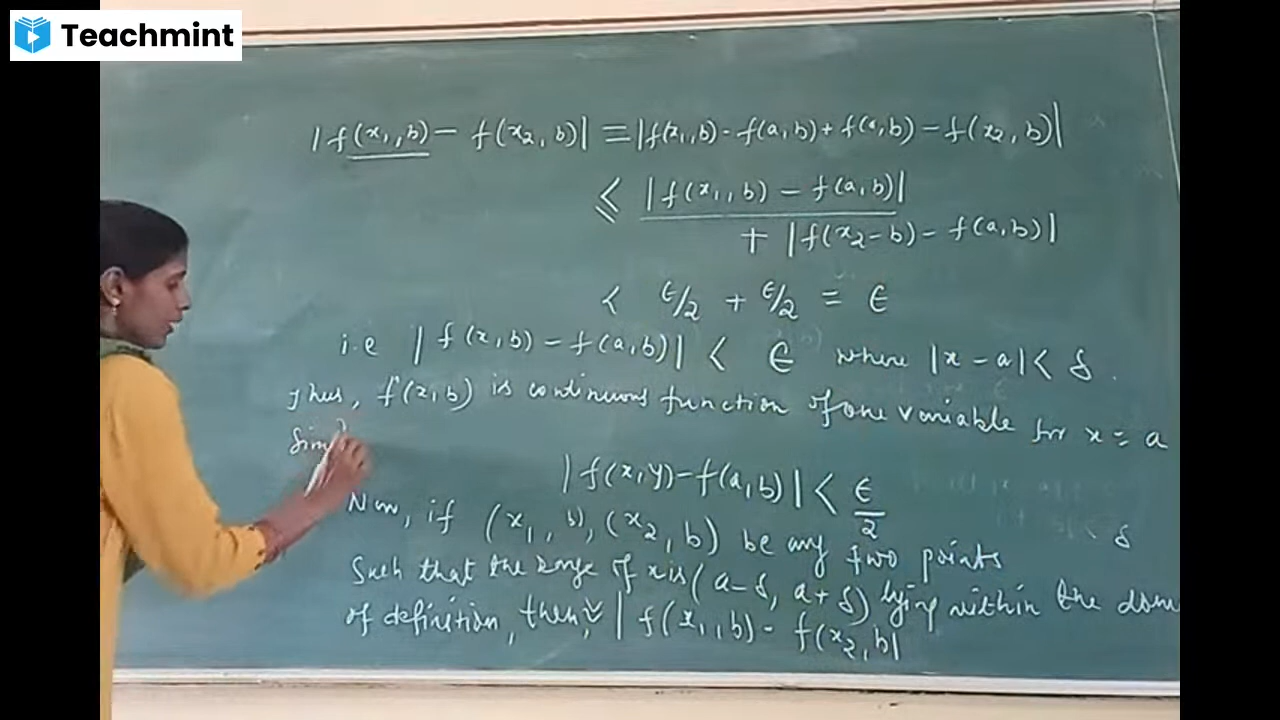 Teachmint
|f(x₁,b) - f(x₂,b)| = |f(x₁,b) - f(a,b) + f(a,b) - f(x₂,b)|
≤ |f(x₁,b) - f(a,b)|
+ |f(x₂-b) - f(a,b)|
< ϵ/2 + ϵ/2 = ϵ
i.e |f(x,b) - f(a,b)| < ϵ where |x-a| < δ.
Thus, f(x,b) is continuous function of one variable for x = a
Sim
|f(x,y) - f(a,b)| < ϵ/2
Now, if (x₁,b), (x₂,b) be any two points
δ
Such that the range of x is (a-δ, a+δ) lying within the dom
of definition, then, |f(x₁,b) - f(x₂,b|